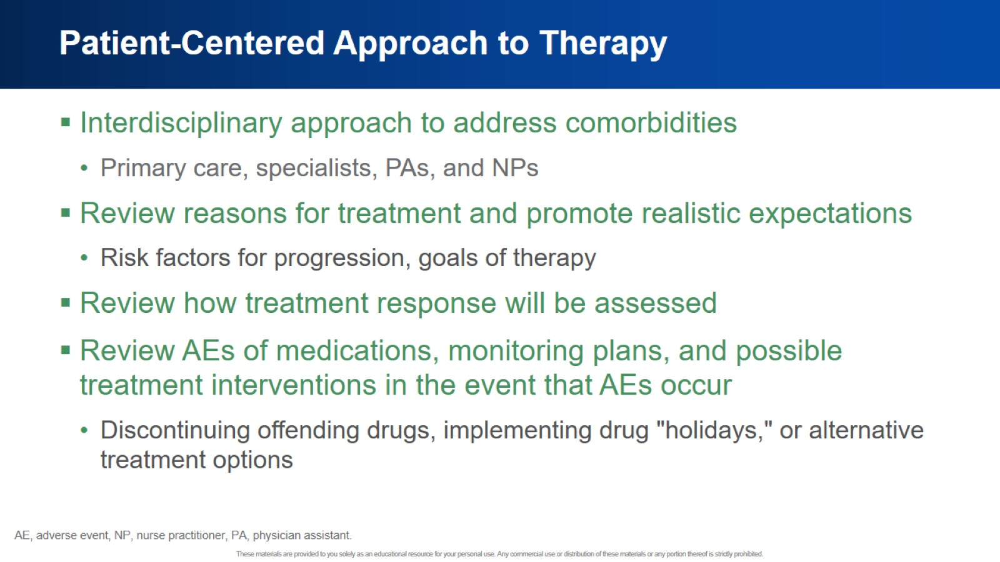 Patient-Centered Approach to Therapy
▪ Interdisciplinary approach to address comorbidities
• Primary care, specialists, PAs, and NPs
▪ Review reasons for treatment and promote realistic expectations
• Risk factors for progression, goals of therapy
▪ Review how treatment response will be assessed
▪ Review AEs of medications, monitoring plans, and possible
treatment interventions in the event that AEs occur
• Discontinuing offending drugs, implementing drug "holidays," or alternative
treatment options
AE, adverse event, NP, nurse practitioner, PA, physician assistant.
These materials are provided to you solely as an educational resource for your personal use. Any commercial use or distribution of these materials or any portion thereof is strictly prohibited.